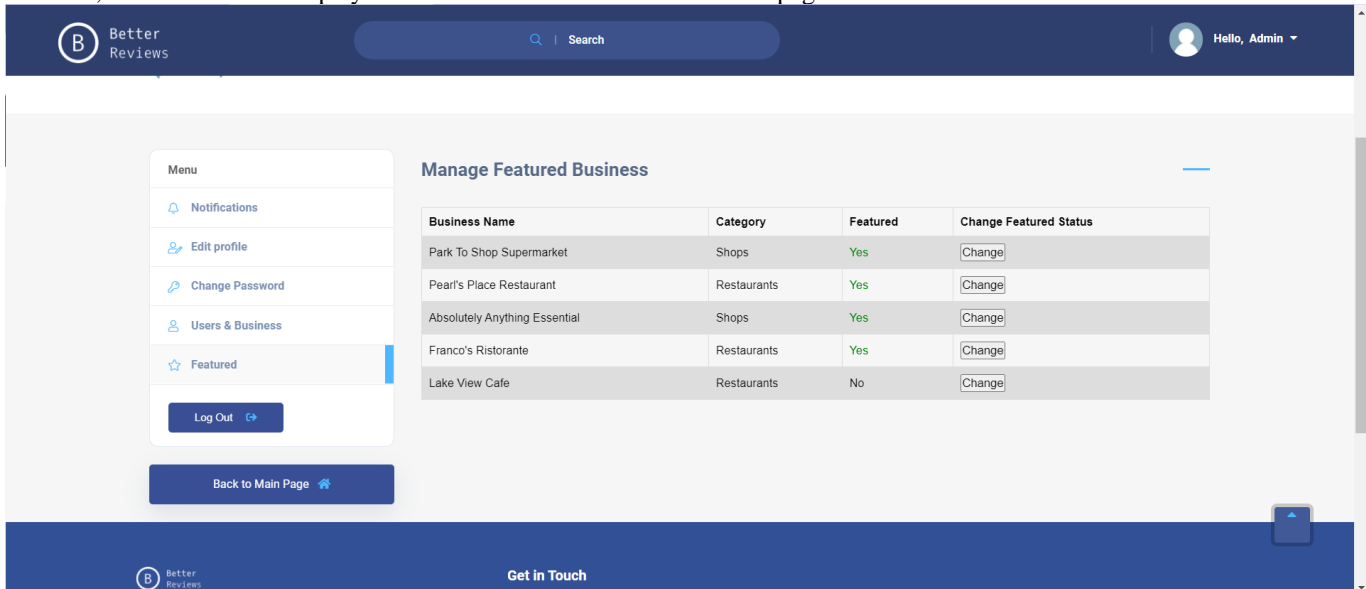 B Better
Reviews
Search
Hello, Admin
Menu
Notifications
Edit profile
Change Password
Users & Business
Featured
Log Out
Back to Main Page
Manage Featured Business
Business Name Category Featured Change Featured Status
Park To Shop Supermarket Shops Yes Change
Pearl's Place Restaurant Restaurants Yes Change
Absolutely Anything Essential Shops Yes Change
Franco's Ristorante Restaurants Yes Change
Lake View Cafe Restaurants No Change
B Better
Reviews
Get in Touch